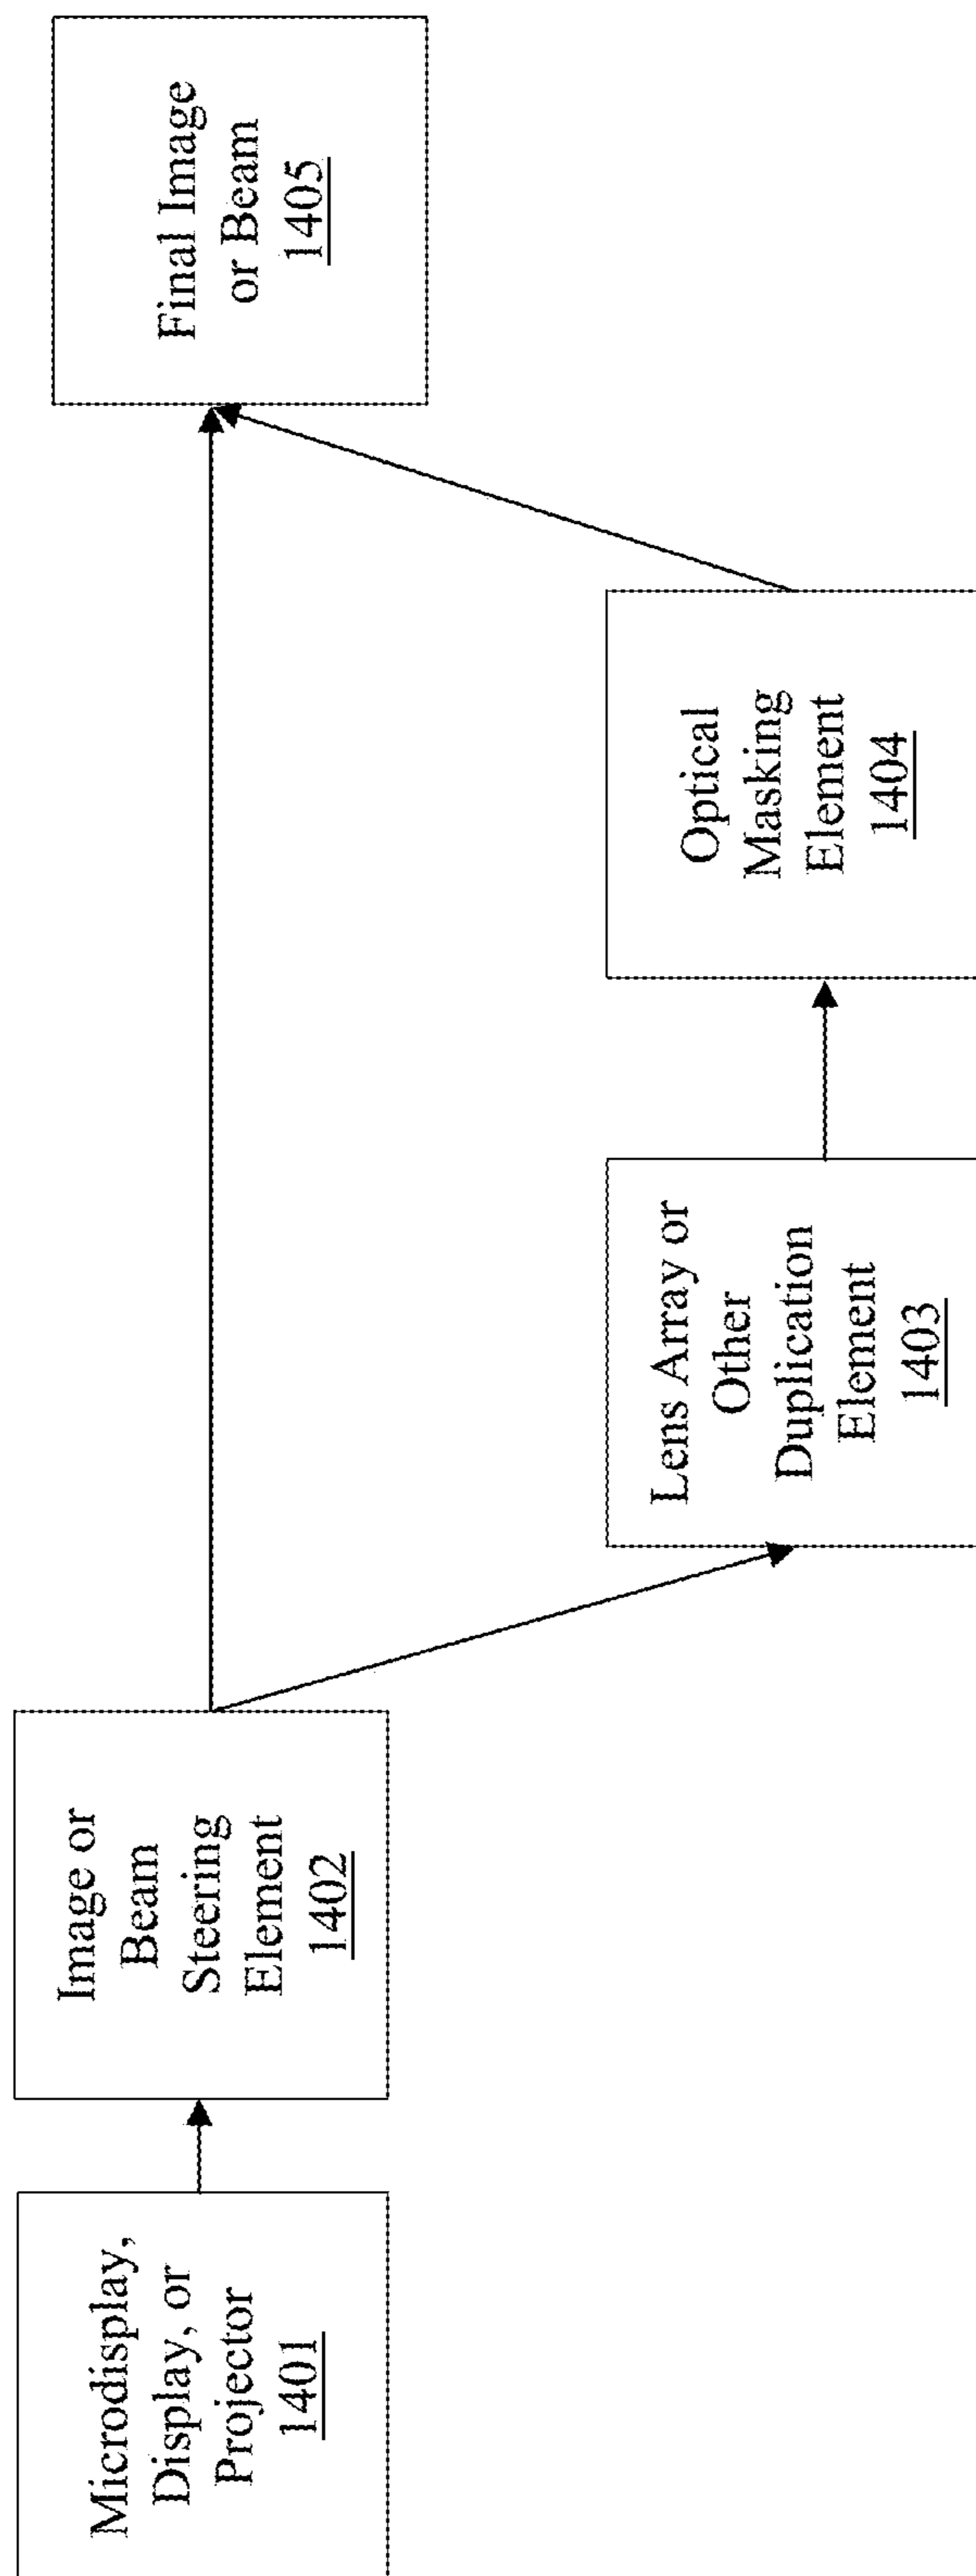 Microdisplay,
Display, or
Projector
1401
Image or
Beam
Steering
Element
1402
Lens Array or
Other
Duplication
Element
1403
Optical
Masking
Element
1404
Final Image
or Beam
1405